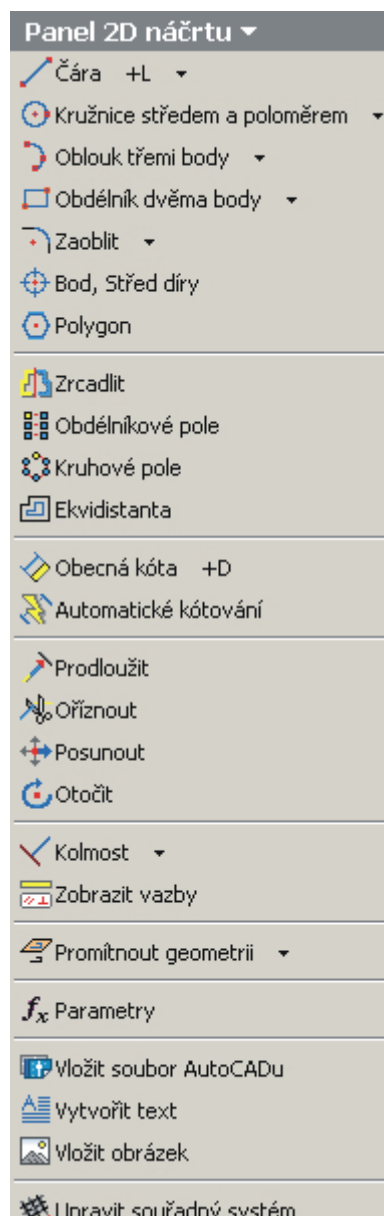 Panel 2D náčrtu
Čára +L
Kružnice středem a poloměrem
Oblouk třemi body
Obdélník dvěma body
Zaoblit
Bod, Střed díry
Polygon
Zrcadlit
Obdélníkové pole
Kruhové pole
Ekvidistanta
Obecná kóta +D
Automatické kótování
Prodloužit
Oříznout
Posunout
Otočit
Kolmost
Zobrazit vazby
Promítnout geometrii
fx Parametry
Vložit soubor AutoCADu
Vytvořit text
Vložit obrázek
Upravit souřadný systém